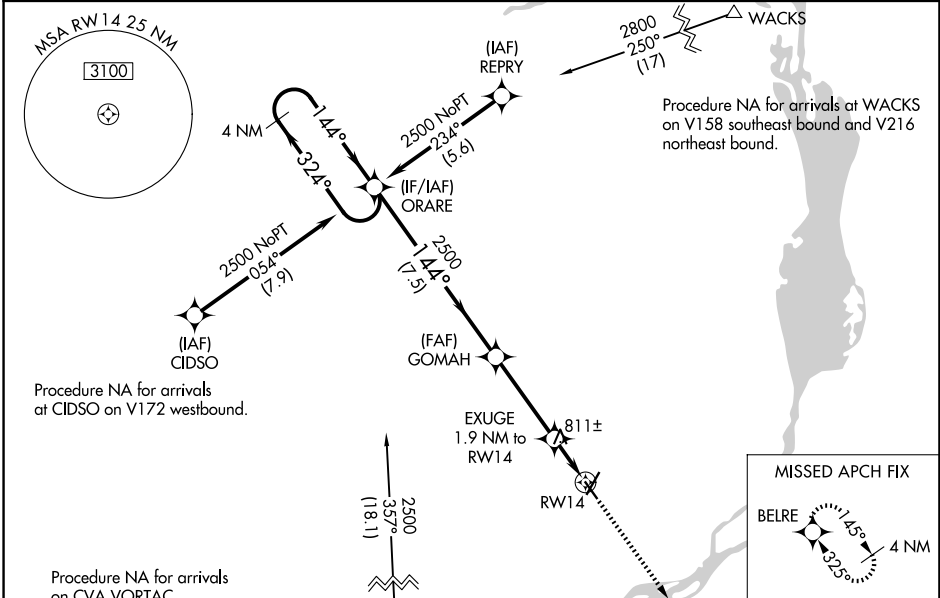 MSA RW14 25 NM
3100
2800
250°
(17)
WACKS
(IAF)
REPRY
Procedure NA for arrivals at WACKS
on V158 southeast bound and V216
northeast bound.
4 NM
144°
324°
2500 NoPT
234°
(5.6)
(IF/IAF)
ORARE
2500 NoPT
054°
(7.9)
2500
144°
(7.5)
(IAF)
CIDSO
Procedure NA for arrivals
at CIDSO on V172 westbound.
(FAF)
GOMAH
EXUGE
1.9 NM to
RW14
811±
RW14
2500
357°
(18.1)
MISSED APCH FIX
BELRE
145°
325°
4 NM
Procedure NA for arrivals
on CVA VORTAC